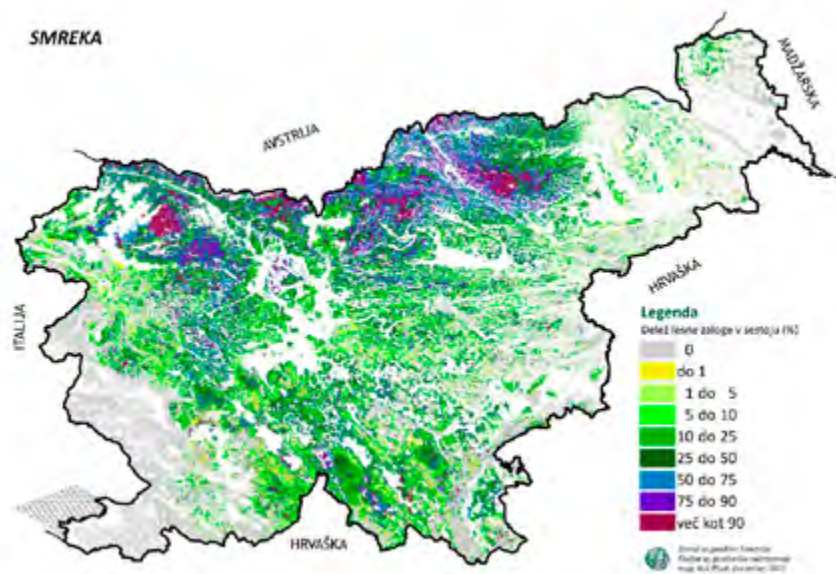 SMREKA
MADŽARSKA
AVSTRIJA
HRVAŠKA
ITALIJA
Legenda
Delež lesne zaloge v sestoju (%)
0
do 1
1 do 5
5 do 10
10 do 25
25 do 50
50 do 75
75 do 90
več kot 90
HRVAŠKA